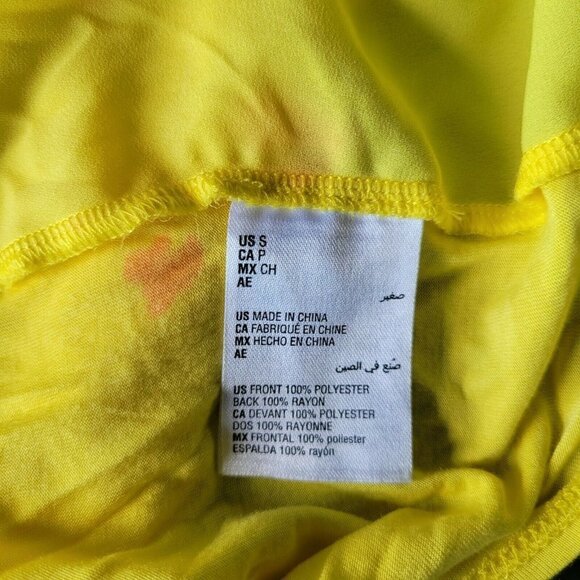 US S
CA P
MX CH
AE
صغير
US MADE IN CHINA
CA FABRIQUÉ EN CHINE
MX HECHO EN CHINA
AE
صُنع في الصين
US FRONT 100% POLYESTER
BACK 100% RAYON
CA DEVANT 100% POLYESTER
DOS 100% RAYONNE
MX FRONTAL 100% poliester
ESPALDA 100% rayón